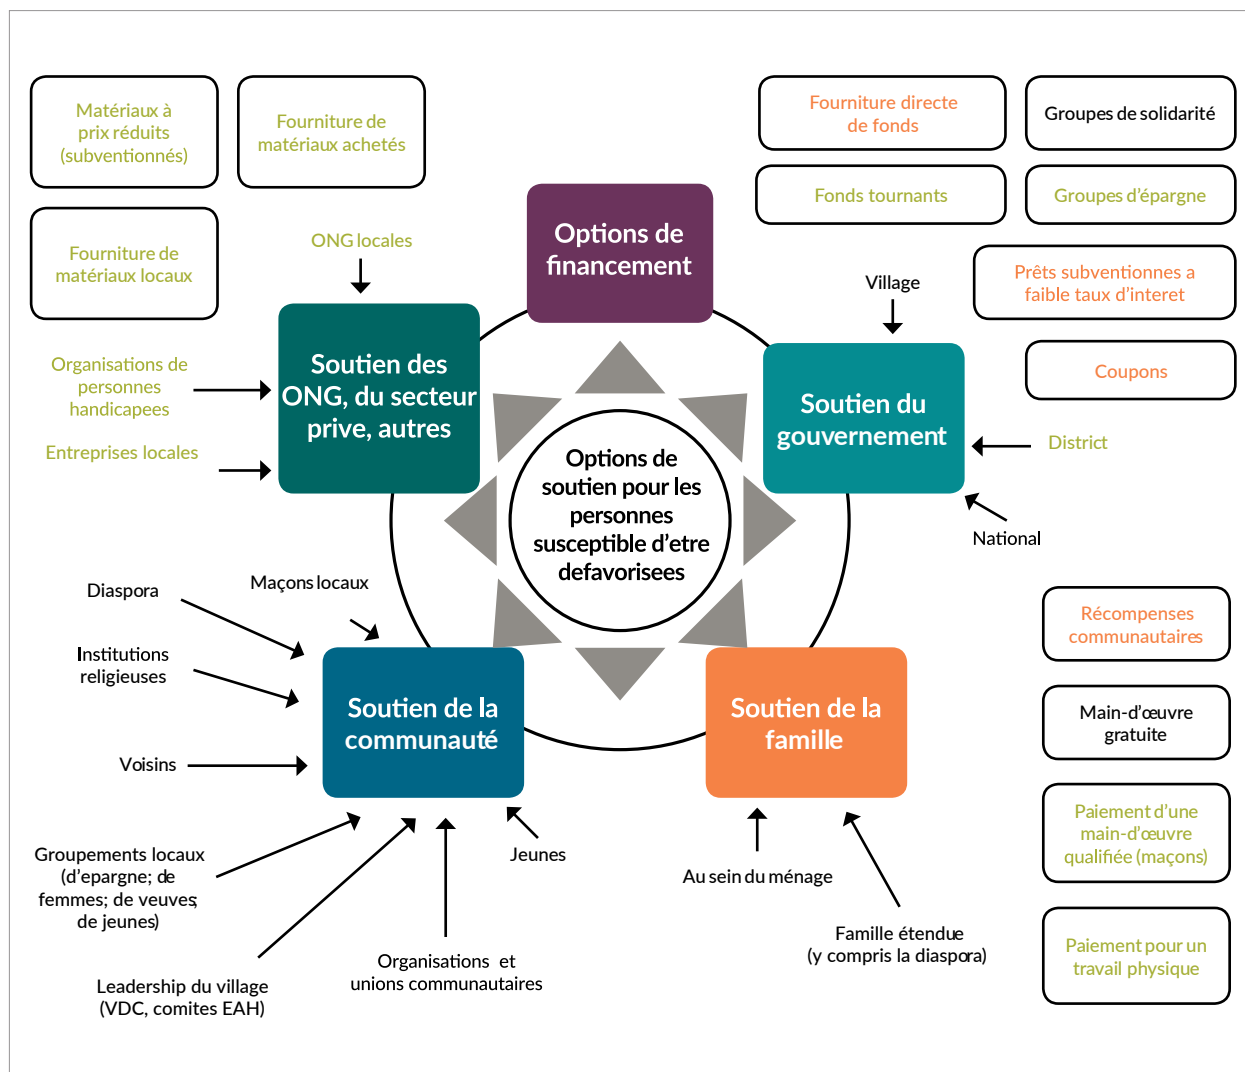 Matériaux à
prix réduits
(subventionnés)
Fourniture de
matériaux achetés
Fourniture de
matériaux locaux
Fourniture directe
de fonds
Groupes de solidarité
Fonds tournants
Groupes d'épargne
Prêts subventionnes a
faible taux d'interet
Coupons
Options de
financement
ONG locales
Organisations de
personnes
handicapees
Entreprises locales
Soutien des
ONG, du secteur
prive, autres
Village
Soutien du
gouvernement
District
National
Options de
soutien pour les
personnes
susceptible d'etre
defavorisees
Diaspora
Maçons locaux
Institutions
religieuses
Voisins
Soutien de la
communauté
Groupements locaux
(d'epargne; de
femmes; de veuves;
de jeunes)
Leadership du village
(VDC, comites EAH)
Organisations et
unions communautaires
Jeunes
Soutien de la
famille
Au sein du ménage
Famille étendue
(y compris la diaspora)
Récompenses
communautaires
Main-d'œuvre
gratuite
Paiement d'une
main-d'œuvre
qualifiée (maçons)
Paiement pour un
travail physique